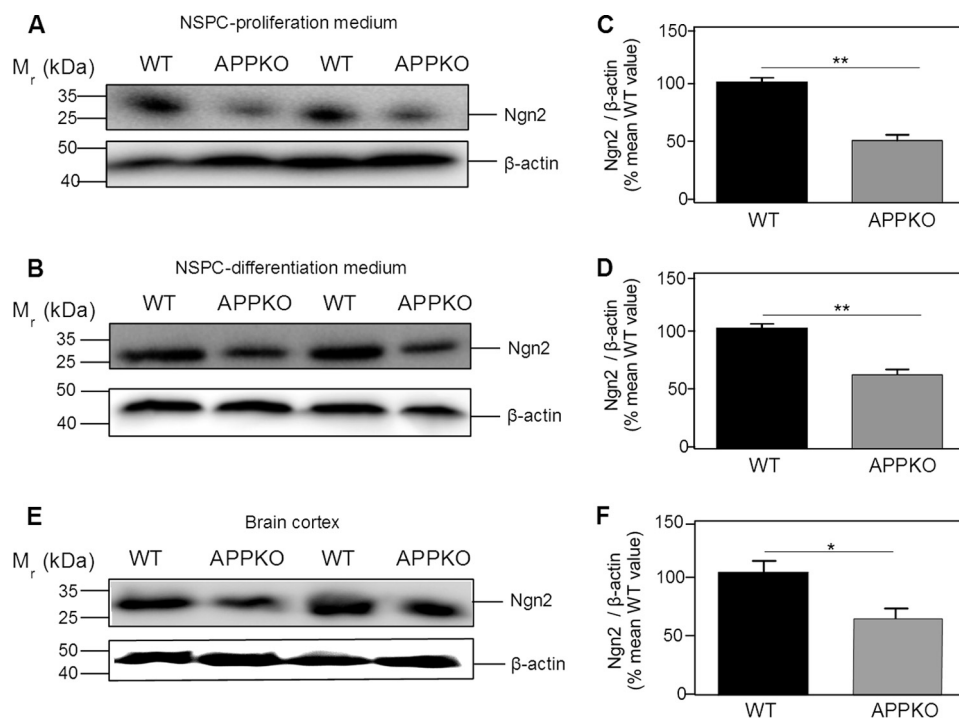 A
NSPC-proliferation medium
Mr (kDa)
WT APPKO WT APPKO
35
25
Ngn2
50
40
β-actin
C
150
100
50
0
Ngn2 / β-actin
(% mean WT value)
**
WT APPKO
B
NSPC-differentiation medium
Mr (kDa)
WT APPKO WT APPKO
35
25
Ngn2
50
40
β-actin
D
150
100
50
0
Ngn2 / β-actin
(% mean WT value)
**
WT APPKO
E
Brain cortex
Mr (kDa)
WT APPKO WT APPKO
35
25
Ngn2
50
40
β-actin
F
150
100
50
0
Ngn2 / β-actin
(% mean WT value)
*
WT APPKO